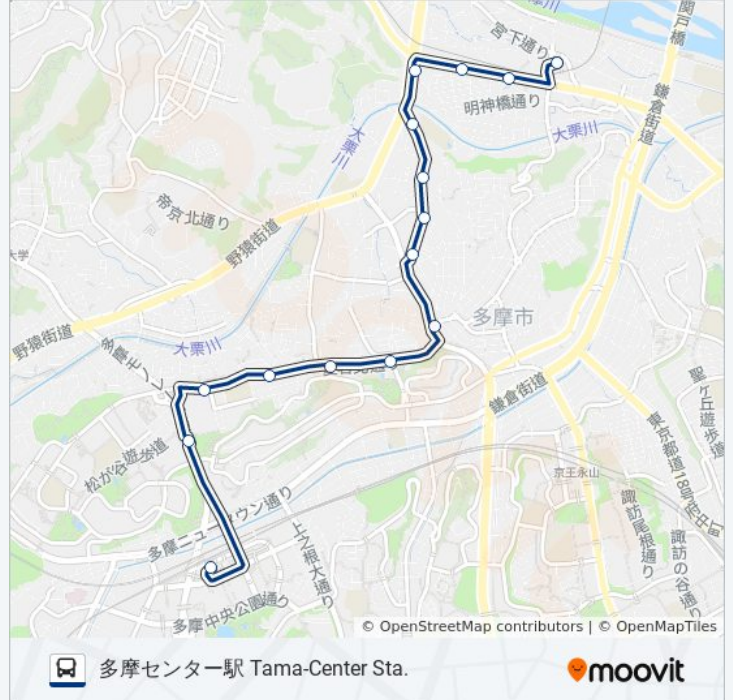 関戸橋
宮下通り
鎌倉街道
明神橋通り
大栗川
大栗川
帝京北通り
野猿街道
多摩市
野猿街道
大栗川
多摩モノレ
鎌倉街道
聖ヶ丘遊歩道
松が谷遊歩道
東京都道18号府中町
京王永山
多摩ニュータウン通り
諏訪尾根通り
上之根大通り
諏訪の谷通り
多摩中央公園通り
© OpenStreetMap contributors | © OpenMapTiles
多摩センター駅 Tama-Center Sta.
moovit